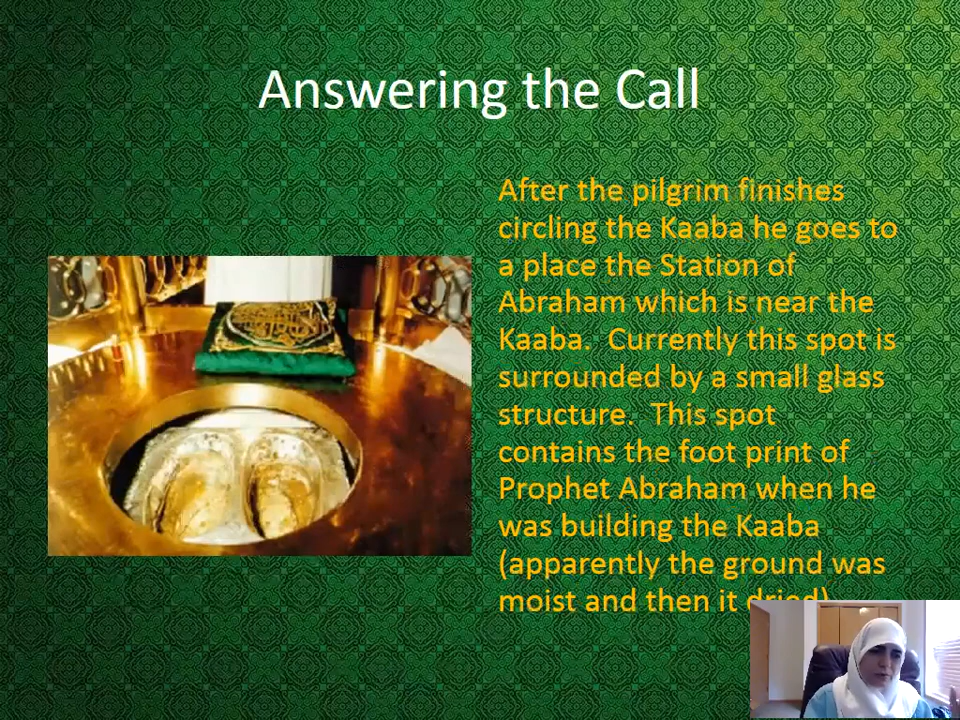 Answering the Call
After the pilgrim finishes
circling the Kaaba he goes to
a place the Station of
Abraham which is near the
Kaaba.  Currently this spot is
surrounded by a small glass
structure.  This spot
contains the foot print of
Prophet Abraham when he
was building the Kaaba
(apparently the ground was
moist and then it dried)